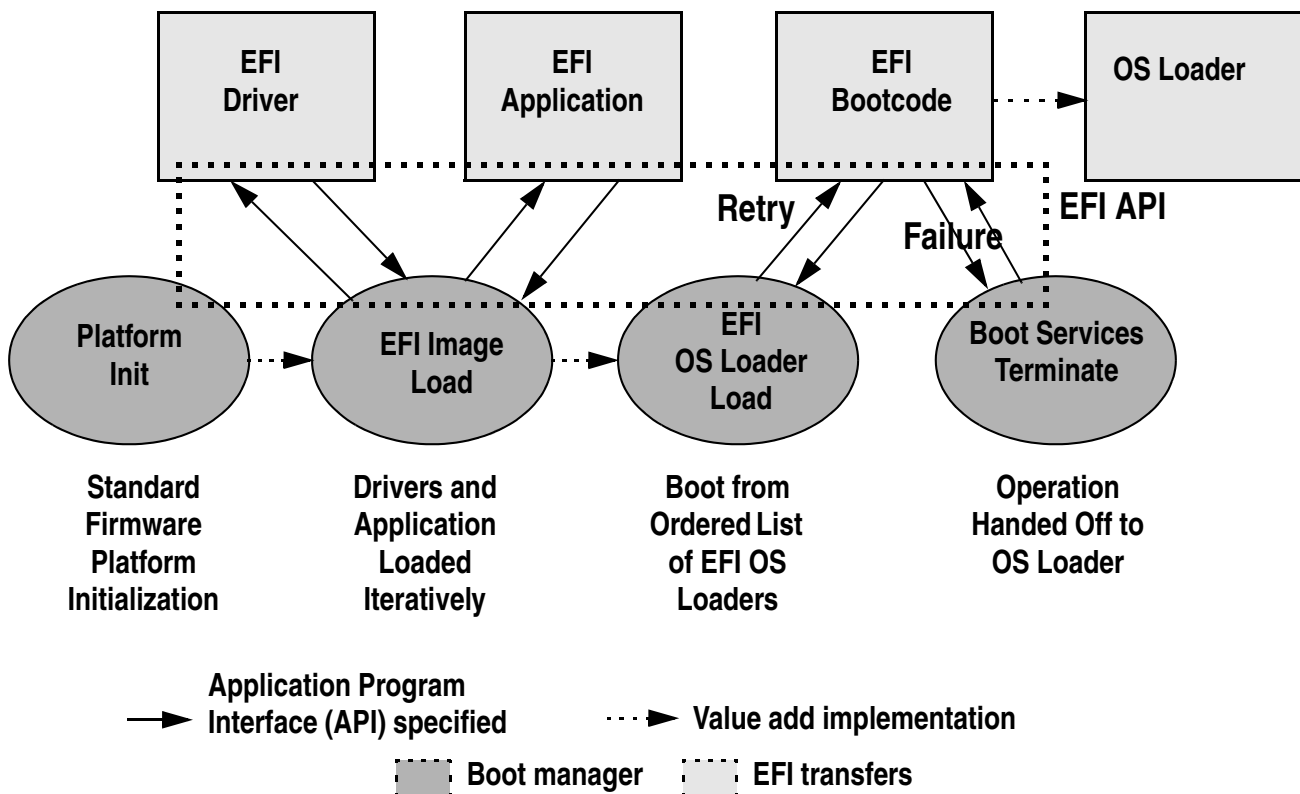 EFI
Driver
EFI
Application
EFI
Bootcode
OS Loader
Retry
Failure
EFI API
Platform
Init
EFI Image
Load
EFI
OS Loader
Load
Boot Services
Terminate
Standard
Firmware
Platform
Initialization
Drivers and
Application
Loaded
Iteratively
Boot from
Ordered List
of EFI OS
Loaders
Operation
Handed Off to
OS Loader
Application Program
Interface (API) specified
Value add implementation
Boot manager
EFI transfers